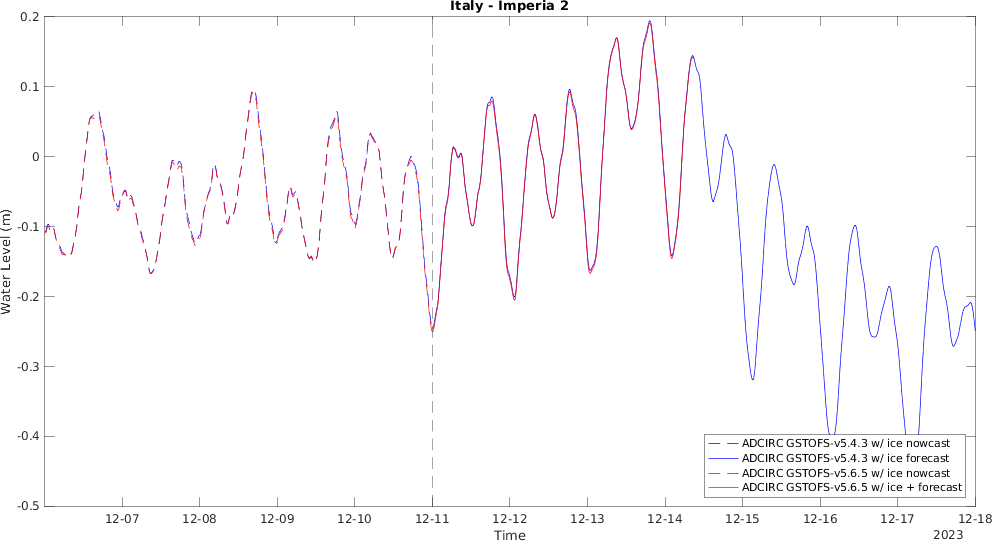 Italy - Imperia 2
Water Level (m)
0.2
0.1
0
-0.1
-0.2
-0.3
-0.4
-0.5
ADCIRC GSTOFS-v5.4.3 w/ ice nowcast
ADCIRC GSTOFS-v5.4.3 w/ ice forecast
ADCIRC GSTOFS-v5.6.5 w/ ice nowcast
ADCIRC GSTOFS-v5.6.5 w/ ice + forecast
12-07 12-08 12-09 12-10 12-11 12-12 12-13 12-14 12-15 12-16 12-17 12-18
Time
2023